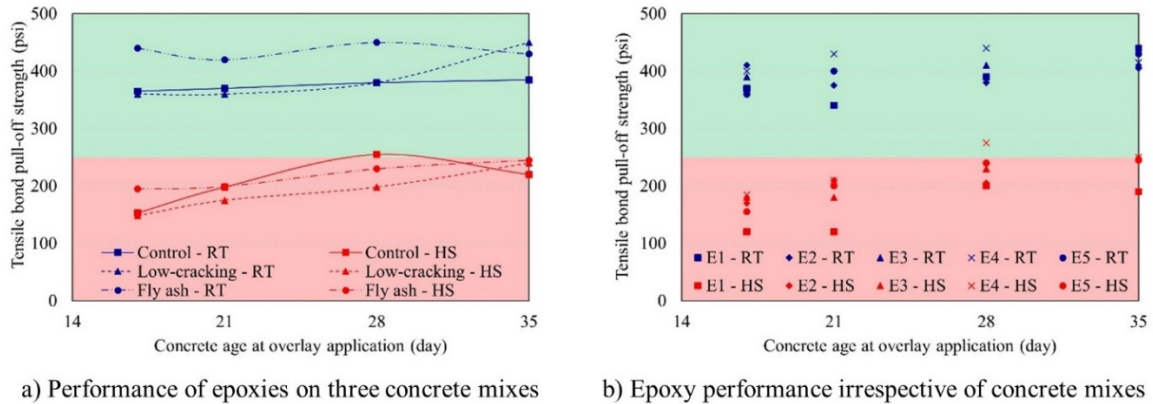 500
400
300
200
100
0
Tensile bond pull-off strength (psi)
Control - RT
Control - HS
Low-cracking - RT
Low-cracking - HS
Fly ash - RT
Fly ash - HS
14
21
28
35
Concrete age at overlay application (day)
a) Performance of epoxies on three concrete mixes
500
400
300
200
100
0
Tensile bond pull-off strength (psi)
E1 - RT
E2 - RT
E3 - RT
E4 - RT
E5 - RT
E1 - HS
E2 - HS
E3 - HS
E4 - HS
E5 - HS
14
21
28
35
Concrete age at overlay application (day)
b) Epoxy performance irrespective of concrete mixes